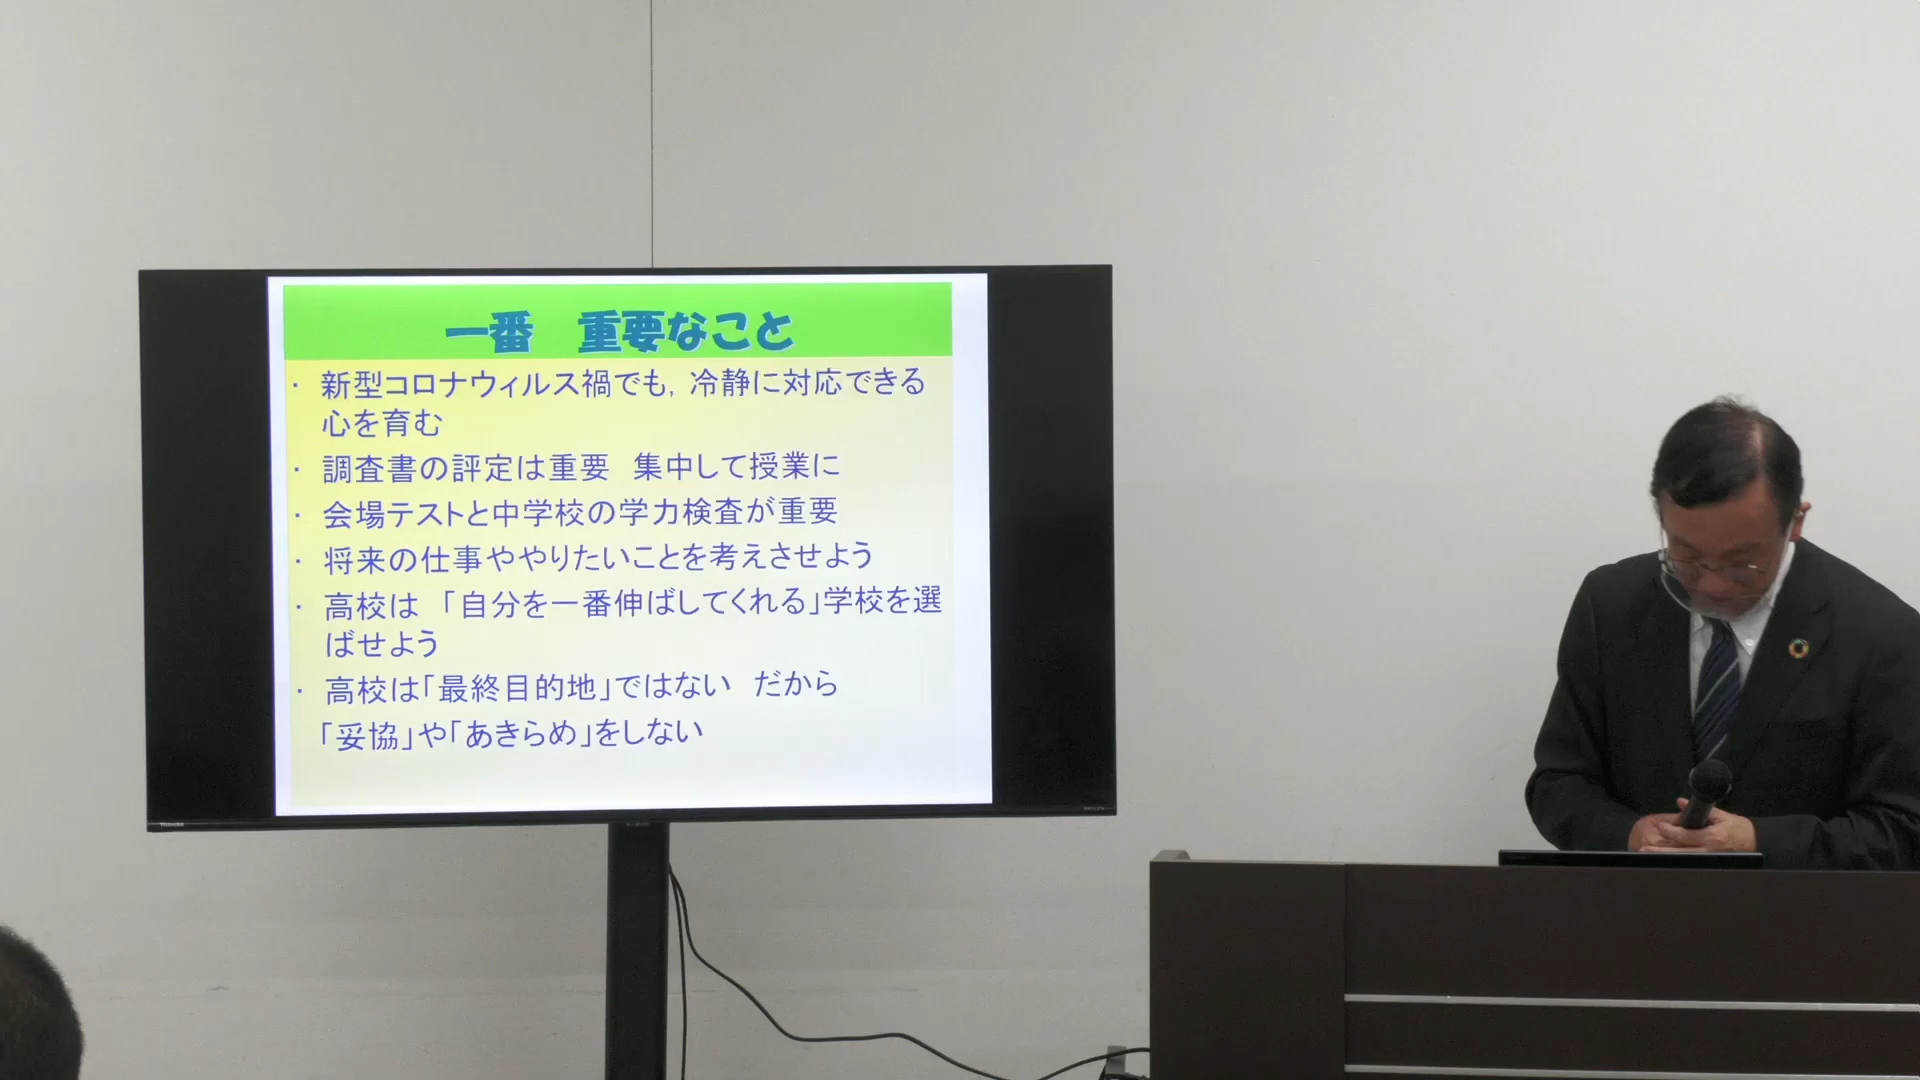 一番　重要なこと
・ 新型コロナウィルス禍でも，冷静に対応できる
心を育む
・ 調査書の評定は重要　集中して授業に
・ 会場テストと中学校の学力検査が重要
・ 将来の仕事ややりたいことを考えさせよう
・ 高校は　「自分を一番伸ばしてくれる」学校を選
ばせよう
・ 高校は「最終目的地」ではない　だから
「妥協」や「あきらめ」をしない
TOSHIBA